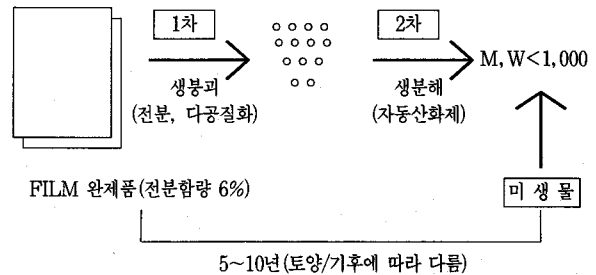 1차
2차
M, W<1,000
생붕괴
(전분, 다공질화)
생분해
(자동산화제)
FILM 완제품(전분함량 6%)
미 생 물
5~10년(토양/기후에 따라 다름)